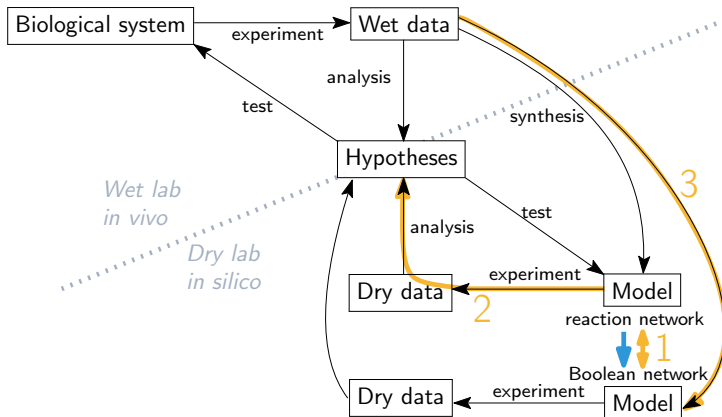 Biological system
experiment
Wet data
analysis
test
synthesis
Hypotheses
3
Wet lab
in vivo
test
analysis
Dry lab
in silico
experiment
Dry data
2
Model
reaction network
1
Boolean network
Dry data
experiment
Model